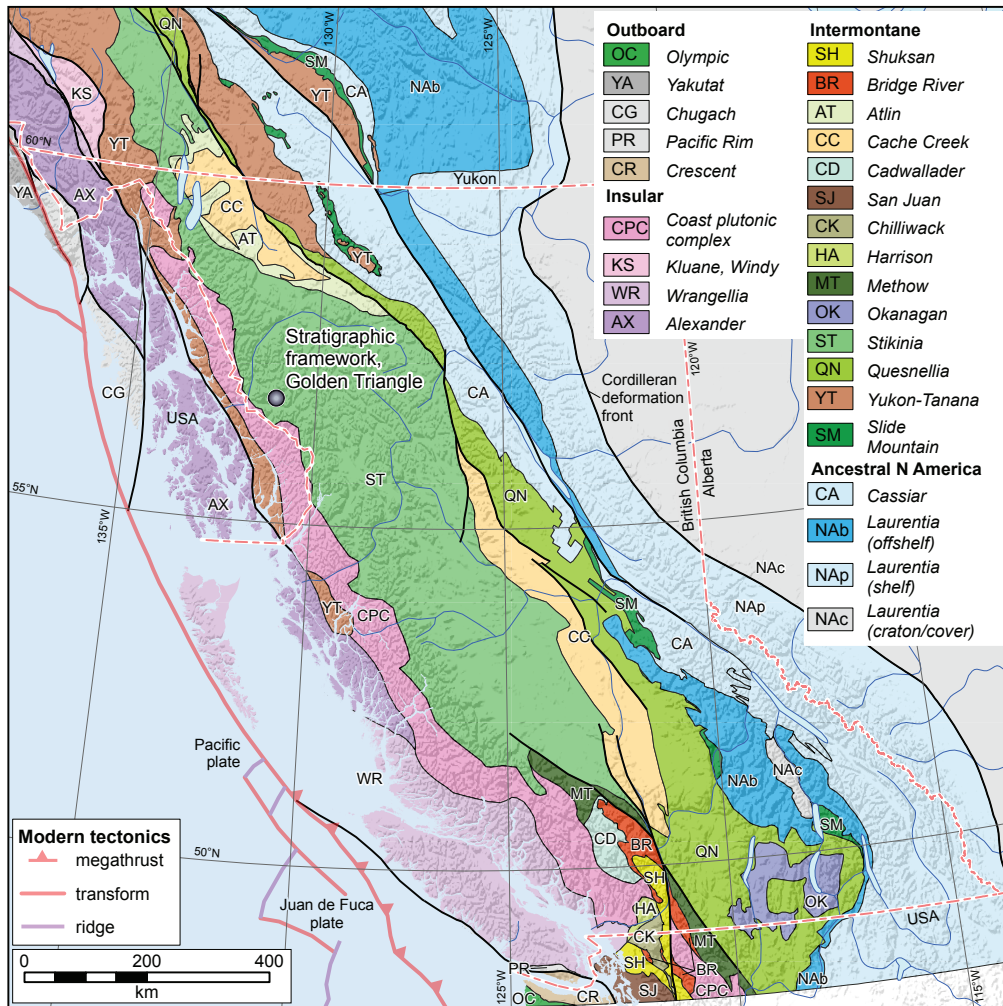 Outboard
OC Olympic
YA Yakutat
CG Chugach
PR Pacific Rim
CR Crescent
Insular
CPC Coast plutonic
complex
KS Kluane, Windy
WR Wrangellia
AX Alexander
Intermontane
SH Shuksan
BR Bridge River
AT Atlin
CC Cache Creek
CD Cadwallader
SJ San Juan
CK Chilliwack
HA Harrison
MT Methow
OK Okanagan
ST Stikinia
QN Quesnellia
YT Yukon-Tanana
SM Slide
Mountain
Ancestral N America
CA Cassiar
NAb Laurentia
(offshelf)
NAp Laurentia
(shelf)
NAc Laurentia
(craton/cover)
QN
130°W
125°W
SM
CA
NAb
YT
KS
60°N
YT
YA
AX
Yukon
CC
AT
YT
Stratigraphic
framework,
Golden Triangle
120°W
Cordilleran
deformation
front
CG
USA
CA
British Columbia
Alberta
ST
QN
55°N
AX
135°W
NAc
YT
CPC
SM
NAp
CC
CA
Pacific
plate
WR
NAc
NAb
MT
SM
CD
BR
QN
50°N
SH
OK
HA
USA
Juan de Fuca
plate
CK
MT
SH
BR
NAb
PR
125°W
OC
CR
SJ
CPC
115°W
Modern tectonics
megathrust
transform
ridge
0 200 400
km